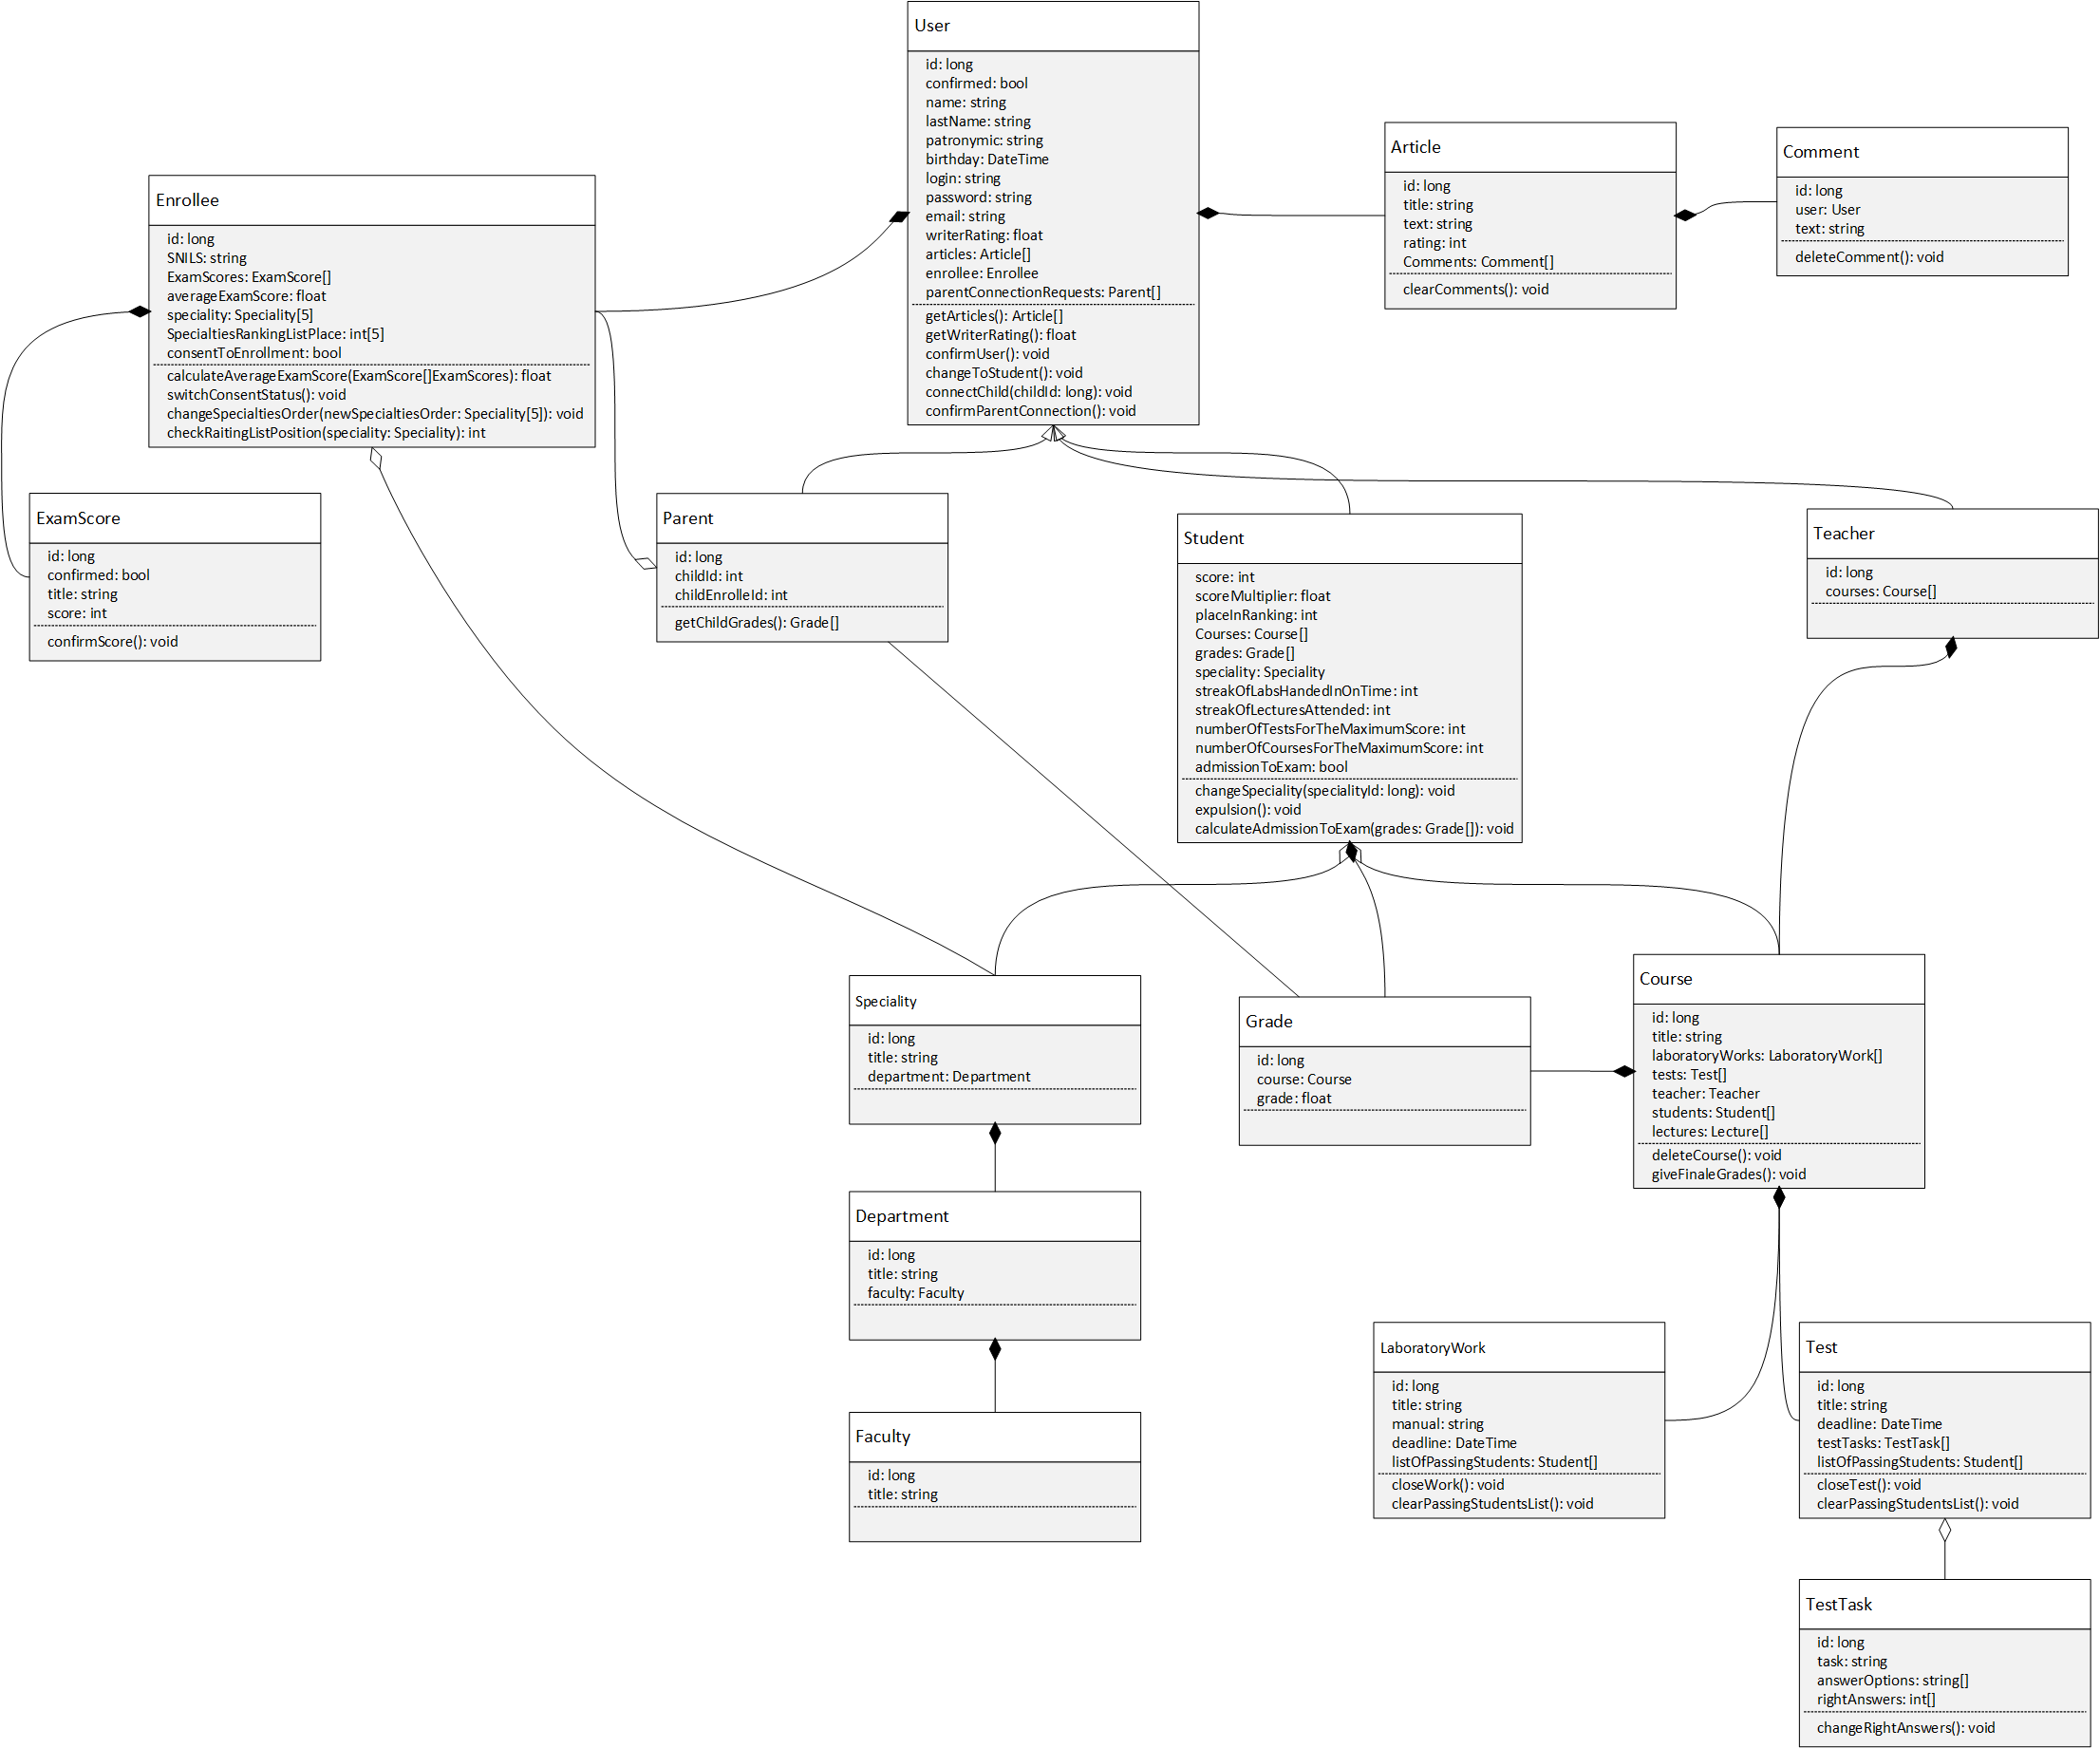 User
id: long
confirmed: bool
name: string
lastName: string
patronymic: string
birthday: DateTime
login: string
password: string
email: string
writerRating: float
articles: Article[]
enrollee: Enrollee
parentConnectionRequests: Parent[]
getArticles(): Article[]
getWriterRating(): float
confirmUser(): void
changeToStudent(): void
connectChild(childId: long): void
confirmParentConnection(): void
Article
id: long
title: string
text: string
rating: int
Comments: Comment[]
clearComments(): void
Comment
id: long
user: User
text: string
deleteComment(): void
Enrollee
id: long
SNILS: string
ExamScores: ExamScore[]
averageExamScore: float
speciality: Speciality[5]
SpecialtiesRankingListPlace: int[5]
consentToEnrollment: bool
calculateAverageExamScore(ExamScore[]ExamScores): float
switchConsentStatus(): void
changeSpecialtiesOrder(newSpecialtiesOrder: Speciality[5]): void
checkRaitingListPosition(speciality: Speciality): int
ExamScore
id: long
confirmed: bool
title: string
score: int
confirmScore(): void
Parent
id: long
childId: int
childEnrolleId: int
getChildGrades(): Grade[]
Student
score: int
scoreMultiplier: float
placeInRanking: int
Courses: Course[]
grades: Grade[]
speciality: Speciality
streakOfLabsHandedInOnTime: int
streakOfLecturesAttended: int
numberOfTestsForTheMaximumScore: int
numberOfCoursesForTheMaximumScore: int
admissionToExam: bool
changeSpeciality(specialityId: long): void
expulsion(): void
calculateAdmissionToExam(grades: Grade[]): void
Teacher
id: long
courses: Course[]
Speciality
id: long
title: string
department: Department
Grade
id: long
course: Course
grade: float
Course
id: long
title: string
laboratoryWorks: LaboratoryWork[]
tests: Test[]
teacher: Teacher
students: Student[]
lectures: Lecture[]
deleteCourse(): void
giveFinaleGrades(): void
Department
id: long
title: string
faculty: Faculty
Faculty
id: long
title: string
LaboratoryWork
id: long
title: string
manual: string
deadline: DateTime
listOfPassingStudents: Student[]
closeWork(): void
clearPassingStudentsList(): void
Test
id: long
title: string
deadline: DateTime
testTasks: TestTask[]
listOfPassingStudents: Student[]
closeTest(): void
clearPassingStudentsList(): void
TestTask
id: long
task: string
answerOptions: string[]
rightAnswers: int[]
changeRightAnswers(): void